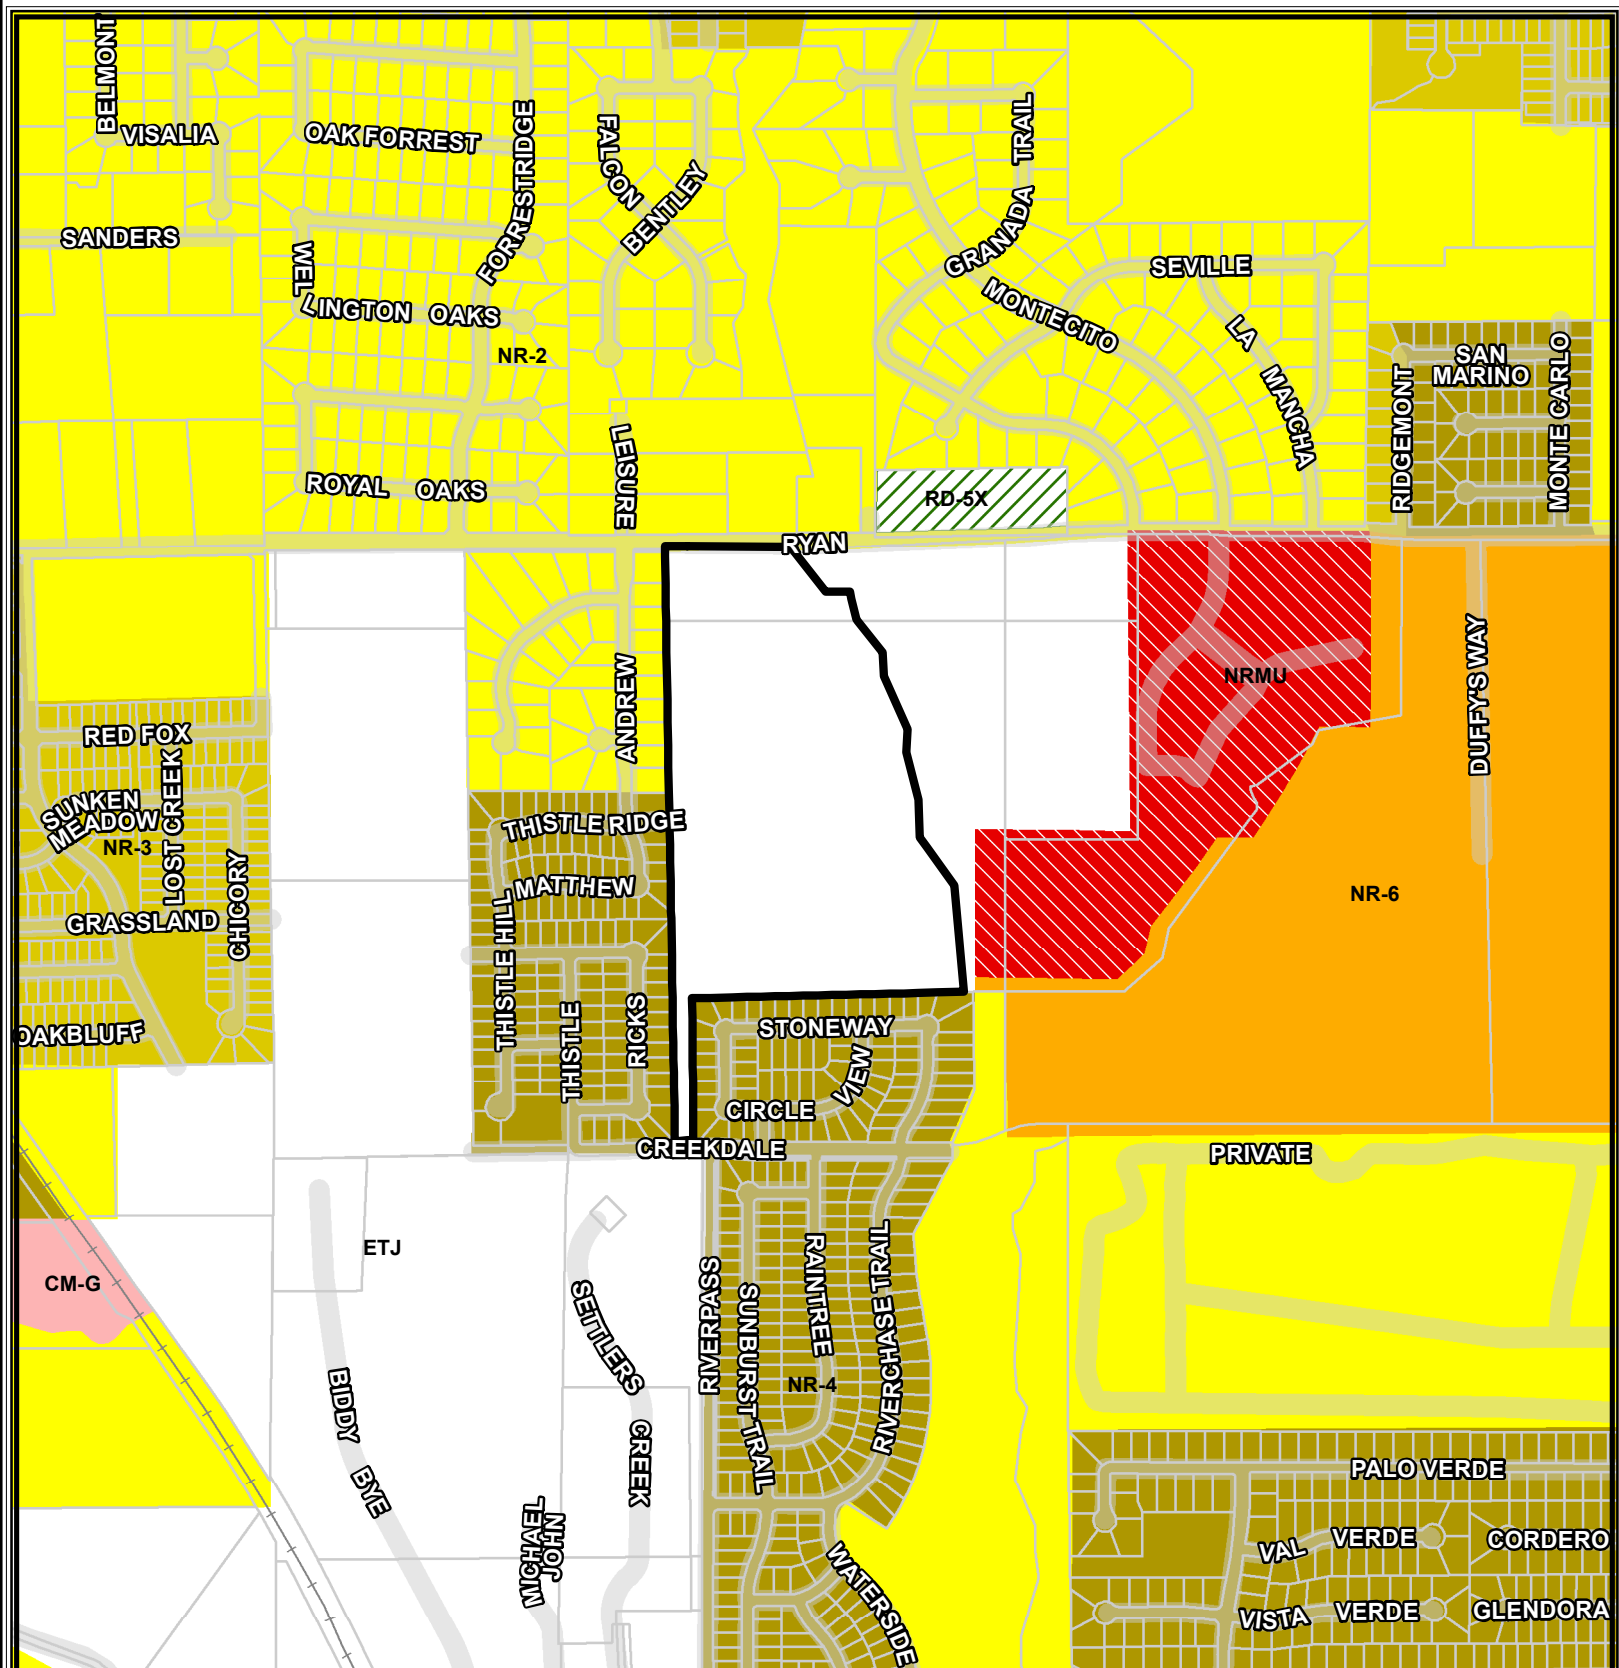 BELMONT
VISALIA
OAK FORREST
FORRESTRIDGE
FALCON
BENTLEY
TRAIL
GRANADA
SANDERS
WEL
LINGTON OAKS
NR-2
MONTECITO
SEVILLE
LA
MANCHA
SAN
MARINO
RIDGEMONT
MONTE CARLO
LEISURE
ROYAL OAKS
RD-5X
RYAN
ANDREW
NRMU
DUFFY'S WAY
RED FOX
SUNKEN
MEADOW
LOST CREEK
NR-3
CHICORY
GRASSLAND
OAKBLUFF
THISTLE RIDGE
MATTHEW
THISTLE HILL
THISTLE
RICKS
NR-6
STONEWAY
VIEW
CIRCLE
CREEKDALE
PRIVATE
ETJ
CM-G
BIDDY
BYE
SETTLERS
CREEK
MICHAEL
JOHN
RIVERPASS
SUNBURST TRAIL
RAINTREE
NR-4
RIVERCHASE TRAIL
WATERSIDE
PALO VERDE
VAL VERDE
CORDERO
VISTA VERDE
GLENDORA